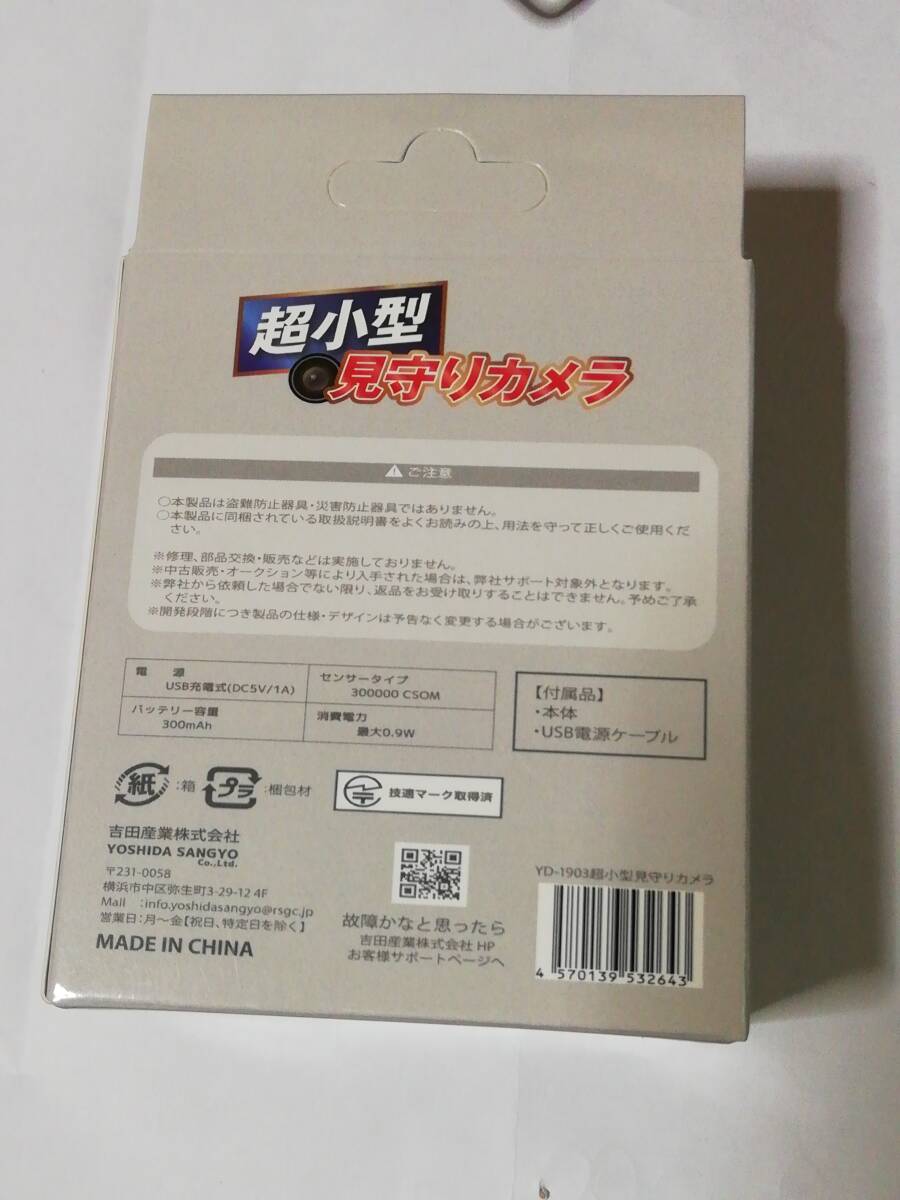 超小型
見守りカメラ
⚠ ご注意
○本製品は盗難防止器具・災害防止器具ではありません。
○本製品に同梱されている取扱説明書をよくお読みの上、用法を守って正しくご使用くだ
さい。
※修理、部品交換・販売などは実施しておりません。
※中古販売・オークション等により入手された場合は、弊社サポート対象外となります。
※弊社から依頼した場合でない限り、返品をお受け取りすることはできません。予めご了承
ください。
※開発段階につき製品の仕様・デザインは予告なく変更する場合がございます。
電 源
USB充電式(DC5V/1A)
センサータイプ
300000 CSOM
バッテリー容量
300mAh
消費電力
最大0.9W
【付属品】
・本体
・USB電源ケーブル
紙 :箱
プラ :梱包材
技適マーク取得済
吉田産業株式会社
YOSHIDA SANGYO
Co.,Ltd.
〒231-0058
横浜市中区弥生町3-29-12 4F
Mail :info.yoshidasangyo@rsgc.jp
営業日:月～金【祝日、特定日を除く】
MADE IN CHINA
故障かなと思ったら
吉田産業株式会社 HP
お客様サポートページへ
YD-1903超小型見守りカメラ
4 570139 532643